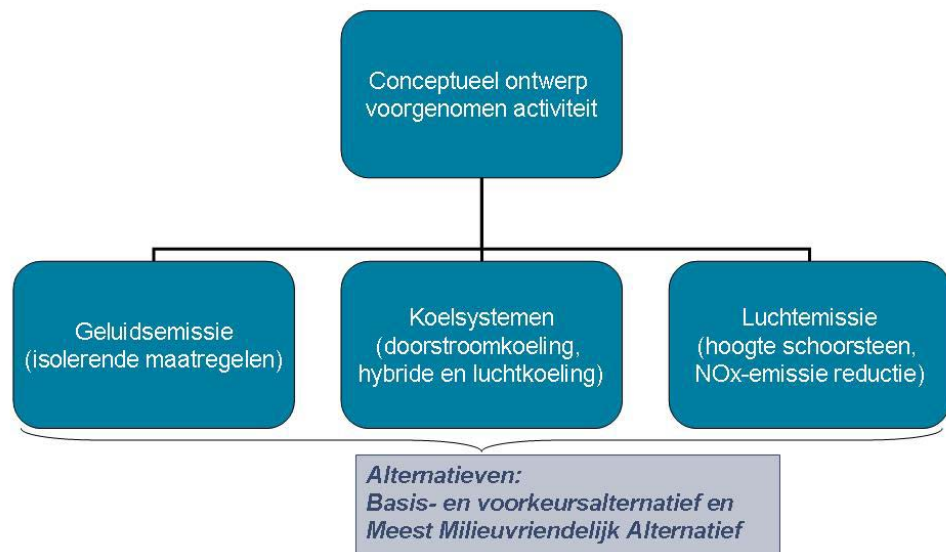 Conceptueel ontwerp
voorgenomen activiteit
Geluidsemissie
(isolerende maatregelen)
Koelsystemen
(doorstroomkoeling,
hybride en luchtkoeling)
Luchtemissie
(hoogte schoorsteen,
NOx-emissie reductie)
Alternatieven:
Basis- en voorkeursalternatief en
Meest Milieuvriendelijk Alternatief